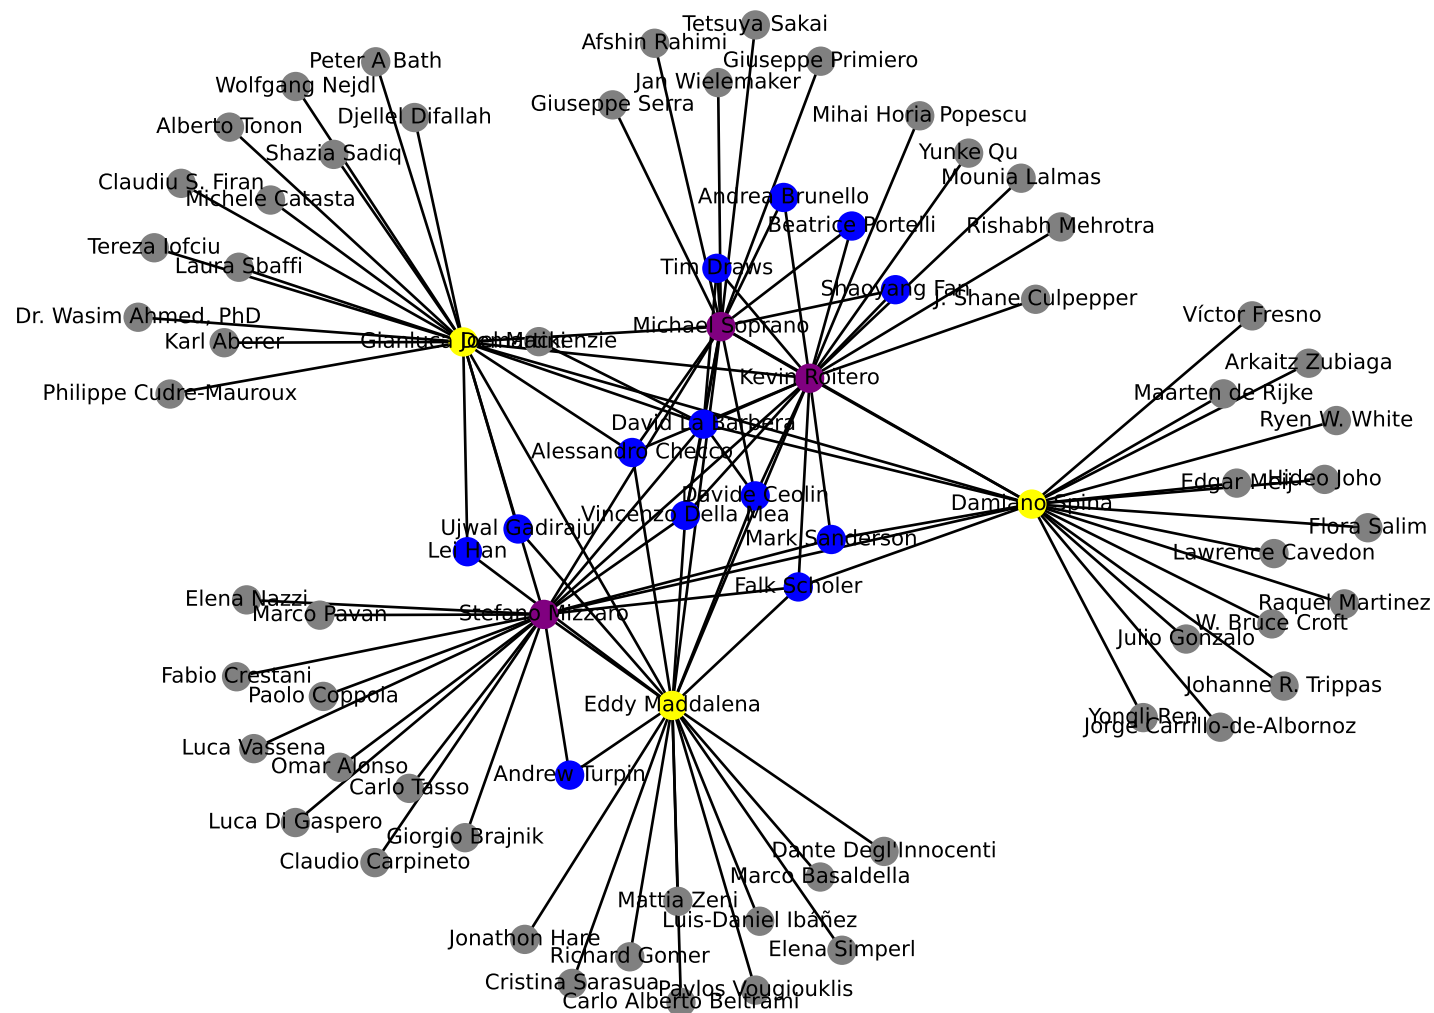 Tetsuya Sakai
Afshin Rahimi
Peter A Bath
Giuseppe Primiero
Wolfgang Nejdl
Jan Wielemaker
Giuseppe Serra
Djellel Difallah
Mihai Horia Popescu
Alberto Tonon
Shazia Sadiq
Yunke Qu
Mounia Lalmas
Claudiu S. Firan
Michele Catasta
Andrea Brunello
Beatrice Portelli
Rishabh Mehrotra
Tereza Iofciu
Laura Sbaffi
Tim Draws
Shaoyang Fan
J. Shane Culpepper
Dr. Wasim Ahmed, PhD
Víctor Fresno
Michael Soprano
Karl Aberer
Gianluca Demartini
Joel Mackenzie
Arkaitz Zubiaga
Kevin Roitero
Philippe Cudre-Mauroux
Maarten de Rijke
Ryen W. White
David La Barbera
Alessandro Checco
Edgar Meij
Hideo Joho
Davide Ceolin
Damiano Spina
Vincenzo Della Mea
Ujwal Gadiraju
Flora Salim
Mark Sanderson
Lei Han
Lawrence Cavedon
Falk Scholer
Elena Nazzi
Marco Pavan
Stefano Mizzaro
Raquel Martinez
W. Bruce Croft
Julio Gonzalo
Fabio Crestani
Paolo Coppola
Johanne R. Trippas
Eddy Maddalena
Yongli Ren
Jorge Carrillo-de-Albornoz
Luca Vassena
Omar Alonso
Andrew Turpin
Carlo Tasso
Luca Di Gaspero
Giorgio Brajnik
Claudio Carpineto
Dante Degl'Innocenti
Marco Basaldella
Mattia Zeni
Luis-Daniel Ibáñez
Jonathon Hare
Richard Gomer
Elena Simperl
Cristina Sarasua
Pavlos Vougiouklis
Carlo Alberto Beltrami